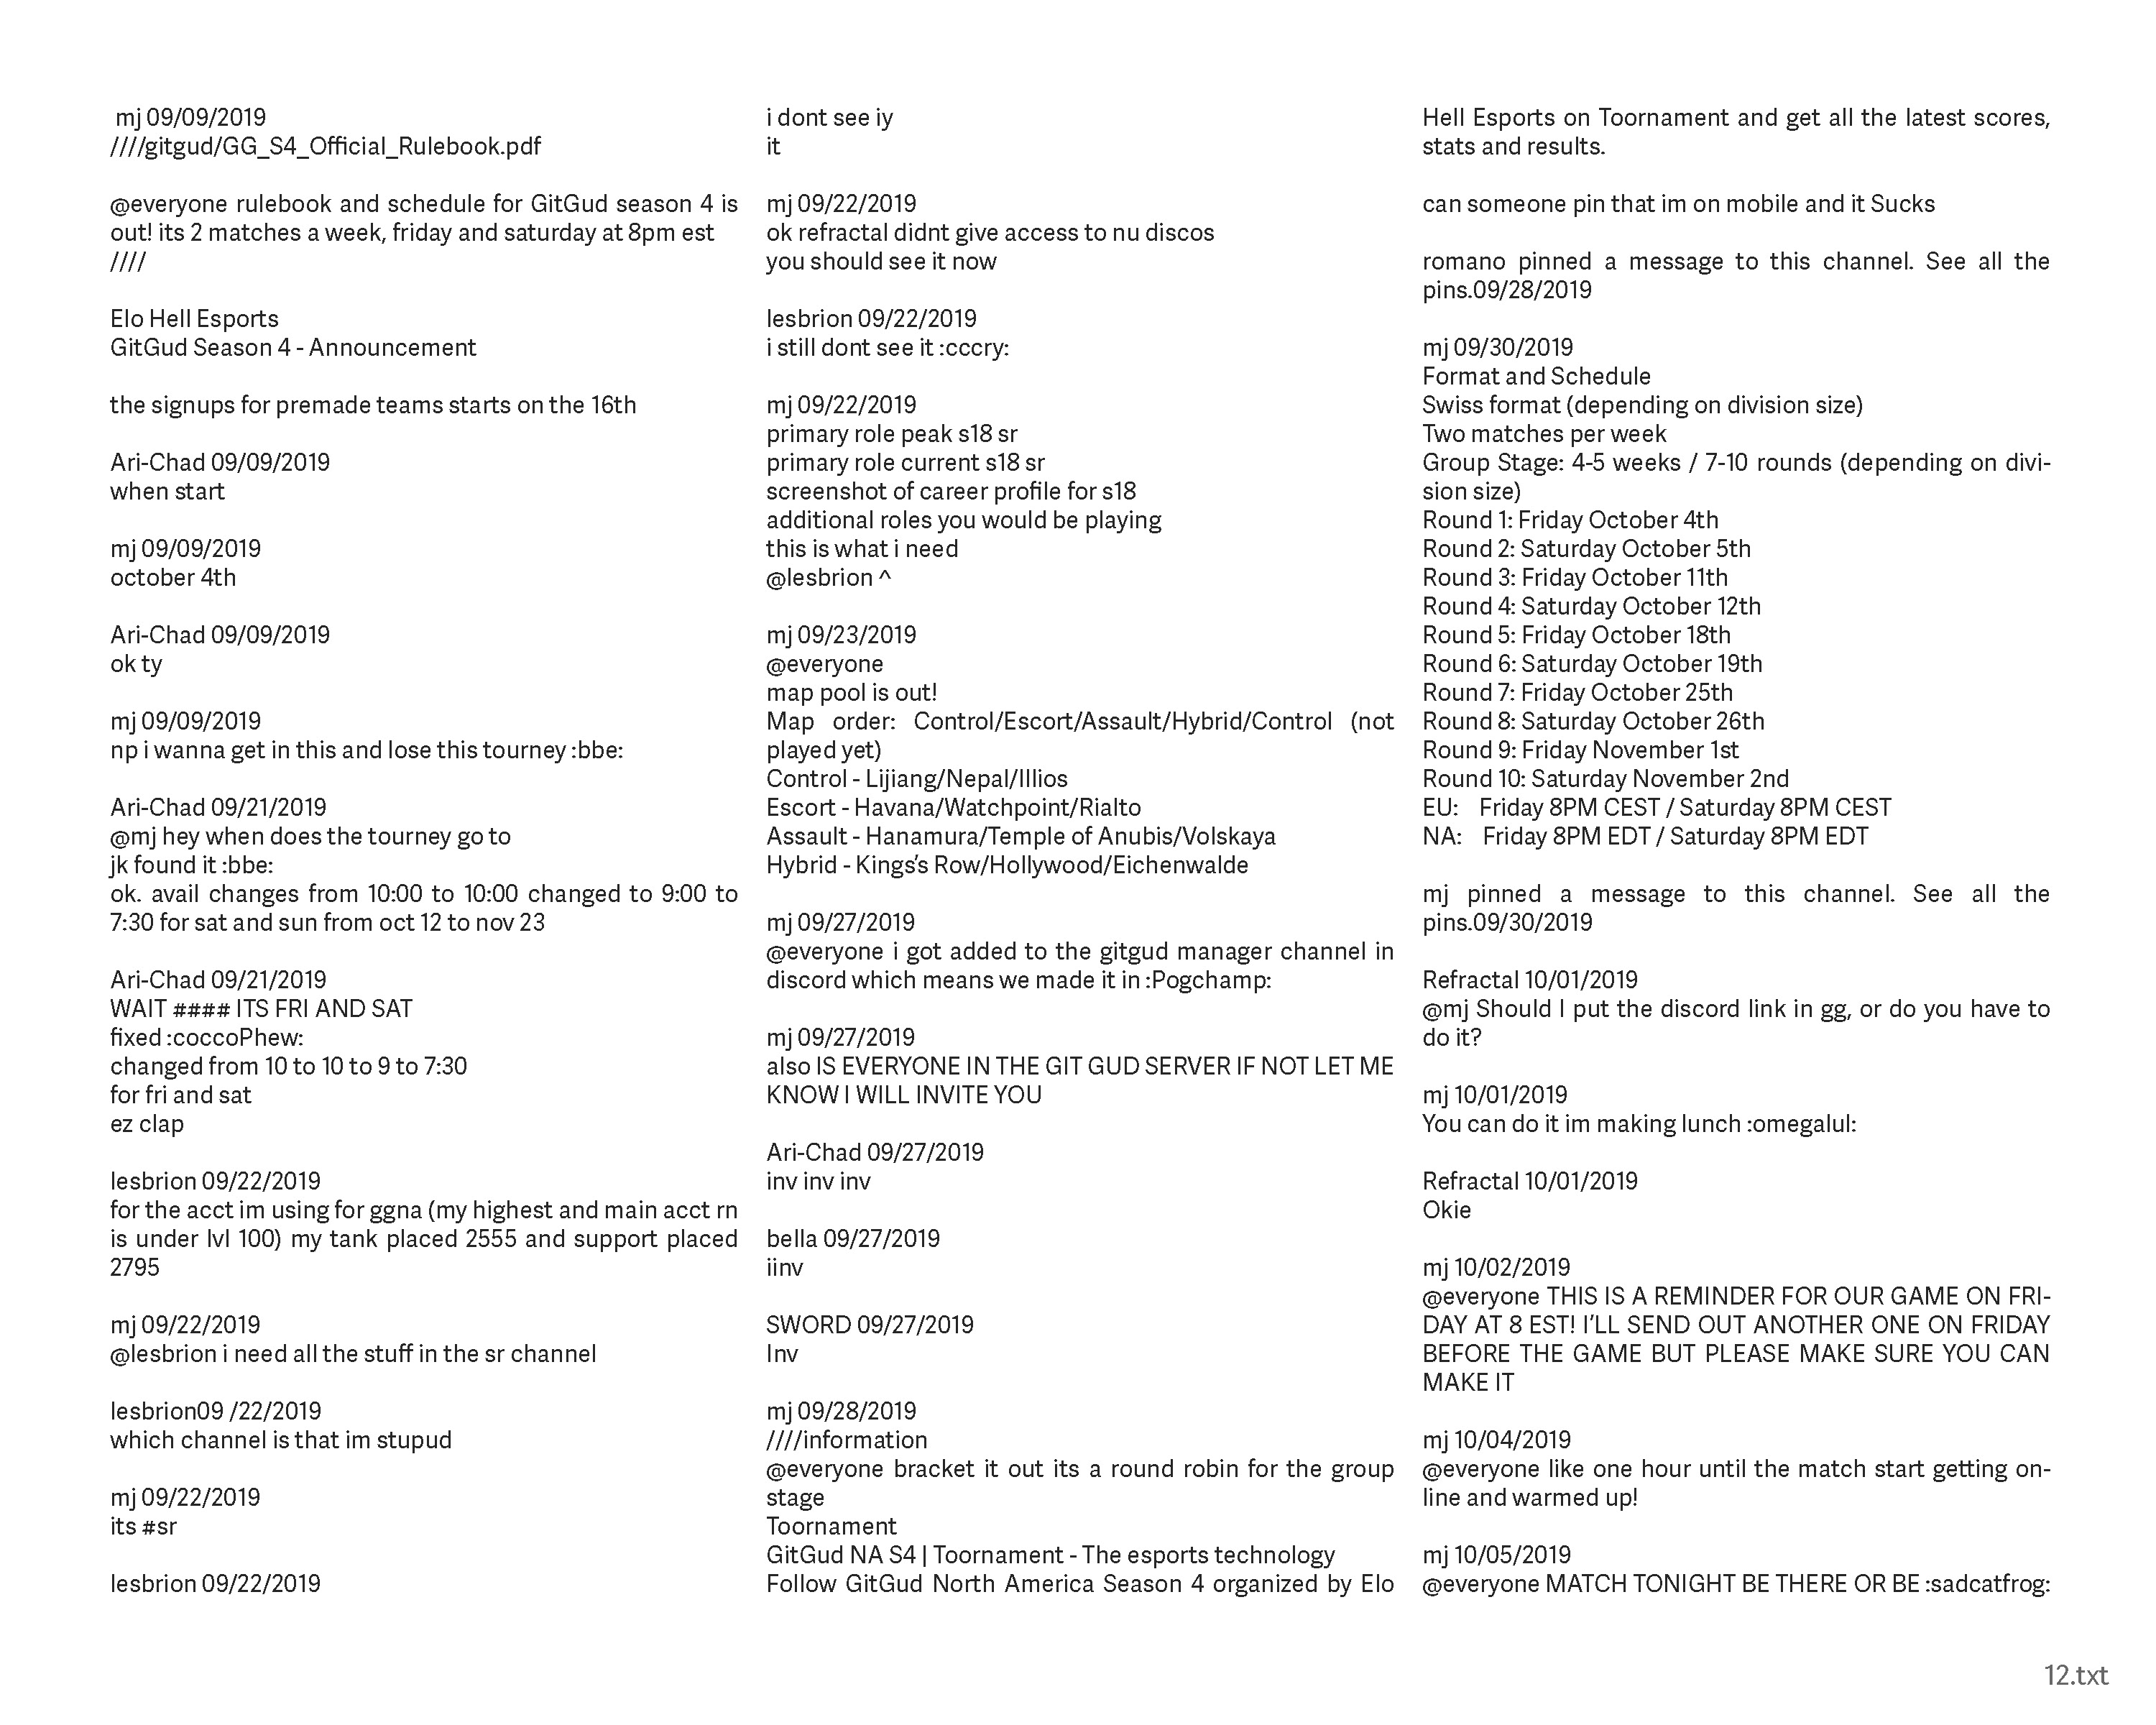 mj 09/09/2019
////gitgud/GG_S4_Official_Rulebook.pdf
@everyone rulebook and schedule for GitGud season 4 is
out! its 2 matches a week, friday and saturday at 8pm est
////
Elo Hell Esports
GitGud Season 4 - Announcement
the signups for premade teams starts on the 16th
Ari-Chad 09/09/2019
when start
mj 09/09/2019
october 4th
Ari-Chad 09/09/2019
ok ty
mj 09/09/2019
np i wanna get in this and lose this tourney :bbe:
Ari-Chad 09/21/2019
@mj hey when does the tourney go to
jk found it :bbe:
ok. avail changes from 10:00 to 10:00 changed to 9:00 to
7:30 for sat and sun from oct 12 to nov 23
Ari-Chad 09/21/2019
WAIT #### ITS FRI AND SAT
fixed :coccoPhew:
changed from 10 to 10 to 9 to 7:30
for fri and sat
ez clap
lesbrion 09/22/2019
for the acct im using for ggna (my highest and main acct rn
is under lvl 100) my tank placed 2555 and support placed
2795
mj 09/22/2019
@lesbrion i need all the stuff in the sr channel
lesbrion09 /22/2019
which channel is that im stupud
mj 09/22/2019
its #sr
lesbrion 09/22/2019
i dont see iy
it
mj 09/22/2019
ok refractal didnt give access to nu discos
you should see it now
lesbrion 09/22/2019
i still dont see it :cccry:
mj 09/22/2019
primary role peak s18 sr
primary role current s18 sr
screenshot of career profile for s18
additional roles you would be playing
this is what i need
@lesbrion ^
mj 09/23/2019
@everyone
map pool is out!
Map order: Control/Escort/Assault/Hybrid/Control (not
played yet)
Control - Lijiang/Nepal/Illios
Escort - Havana/Watchpoint/Rialto
Assault - Hanamura/Temple of Anubis/Volskaya
Hybrid - Kings's Row/Hollywood/Eichenwalde
mj 09/27/2019
@everyone i got added to the gitgud manager channel in
discord which means we made it in :Pogchamp:
mj 09/27/2019
also IS EVERYONE IN THE GIT GUD SERVER IF NOT LET ME
KNOW I WILL INVITE YOU
Ari-Chad 09/27/2019
inv inv inv
bella 09/27/2019
iinv
SWORD 09/27/2019
Inv
mj 09/28/2019
////information
@everyone bracket it out its a round robin for the group
stage
Toornament
GitGud NA S4 | Toornament - The esports technology
Follow GitGud North America Season 4 organized by Elo
Hell Esports on Toornament and get all the latest scores,
stats and results.
can someone pin that im on mobile and it Sucks
romano pinned a message to this channel. See all the
pins.09/28/2019
mj 09/30/2019
Format and Schedule
Swiss format (depending on division size)
Two matches per week
Group Stage: 4-5 weeks / 7-10 rounds (depending on divi-
sion size)
Round 1: Friday October 4th
Round 2: Saturday October 5th
Round 3: Friday October 11th
Round 4: Saturday October 12th
Round 5: Friday October 18th
Round 6: Saturday October 19th
Round 7: Friday October 25th
Round 8: Saturday October 26th
Round 9: Friday November 1st
Round 10: Saturday November 2nd
EU: Friday 8PM CEST / Saturday 8PM CEST
NA: Friday 8PM EDT / Saturday 8PM EDT
mj pinned a message to this channel. See all the
pins.09/30/2019
Refractal 10/01/2019
@mj Should I put the discord link in gg, or do you have to
do it?
mj 10/01/2019
You can do it im making lunch :omegalul:
Refractal 10/01/2019
Okie
mj 10/02/2019
@everyone THIS IS A REMINDER FOR OUR GAME ON FRI-
DAY AT 8 EST! I'LL SEND OUT ANOTHER ONE ON FRIDAY
BEFORE THE GAME BUT PLEASE MAKE SURE YOU CAN
MAKE IT
mj 10/04/2019
@everyone like one hour until the match start getting on-
line and warmed up!
mj 10/05/2019
@everyone MATCH TONIGHT BE THERE OR BE :sadcatfrog:
12.txt